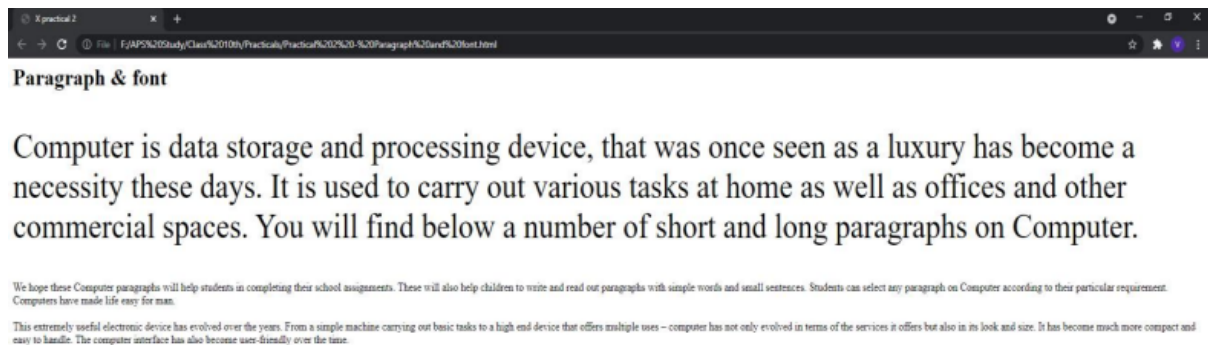 X practical 2
File | F:/APS%20Study/Class%2010th/Practicals/Practical%202%20-%20Paragraph%20and%20font.html
V
Paragraph & font
Computer is data storage and processing device, that was once seen as a luxury has become a
necessity these days. It is used to carry out various tasks at home as well as offices and other
commercial spaces. You will find below a number of short and long paragraphs on Computer.
We hope these Computer paragraphs will help students in completing their school assignments. These will also help children to write and read out paragraphs with simple words and small sentences. Students can select any paragraph on Computer according to their particular requirement.
Computers have made life easy for man.
This extremely useful electronic device has evolved over the years. From a simple machine carrying out basic tasks to a high end device that offers multiple uses – computer has not only evolved in terms of the services it offers but also in its look and size. It has become much more compact and
easy to handle. The computer interface has also become user-friendly over the time.